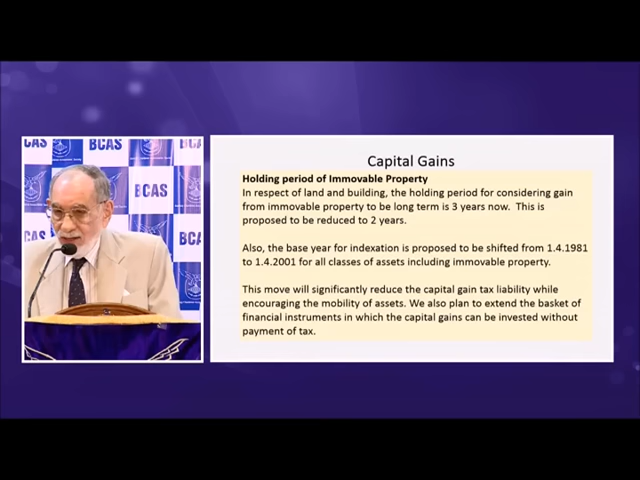 BCAS
BCAS
BCAS
BCA
BCA
Capital Gains
Holding period of Immovable Property
In respect of land and building, the holding period for considering gain
from immovable property to be long term is 3 years now. This is
proposed to be reduced to 2 years.
Also, the base year for indexation is proposed to be shifted from 1.4.1981
to 1.4.2001 for all classes of assets including immovable property.
This move will significantly reduce the capital gain tax liability while
encouraging the mobility of assets. We also plan to extend the basket of
financial instruments in which the capital gains can be invested without
payment of tax.